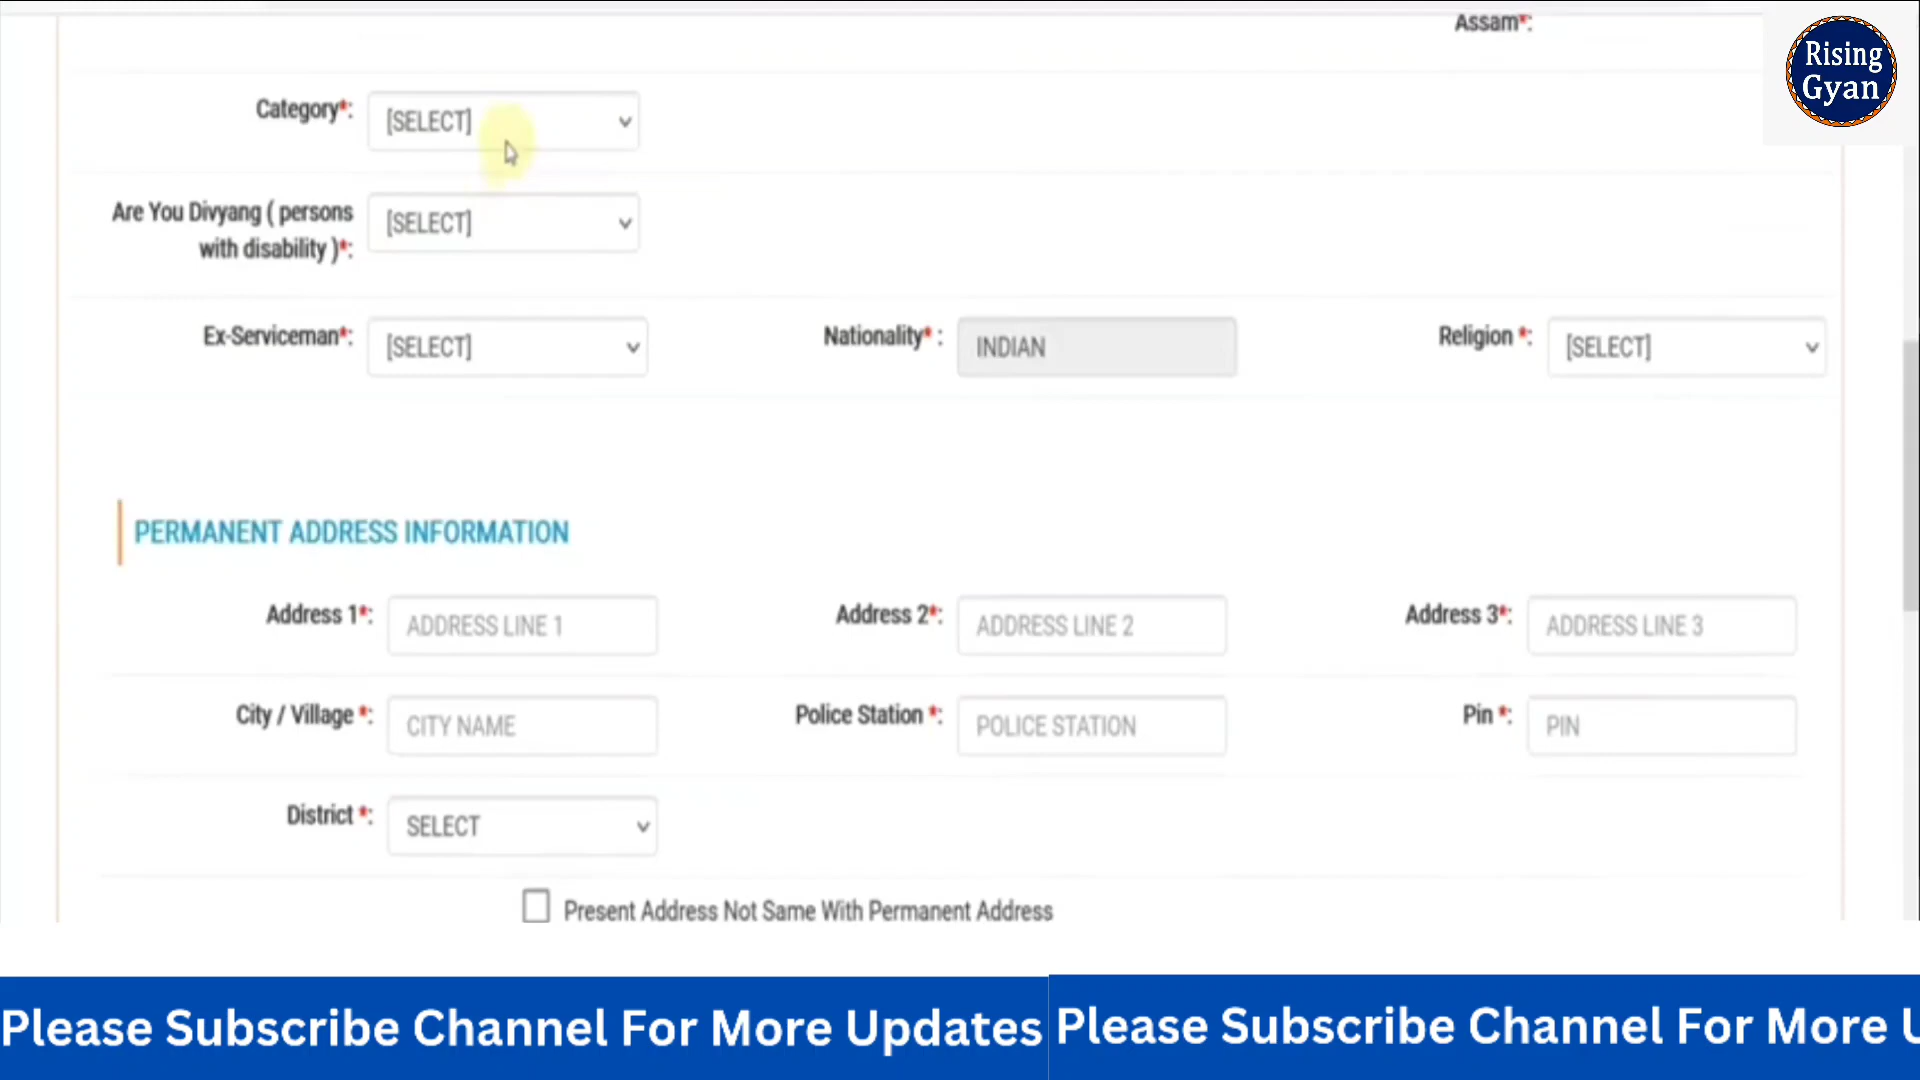 Assam*:
Rising
Gyan
Category*: [SELECT]
Are You Divyang ( persons
with disability )*: [SELECT]
Ex-Serviceman*: [SELECT] Nationality* : INDIAN Religion *: [SELECT]
PERMANENT ADDRESS INFORMATION
Address 1*: ADDRESS LINE 1 Address 2*: ADDRESS LINE 2 Address 3*: ADDRESS LINE 3
City / Village *: CITY NAME Police Station *: POLICE STATION Pin *: PIN
District *: SELECT
Present Address Not Same With Permanent Address
Please Subscribe Channel For More Updates Please Subscribe Channel For More U